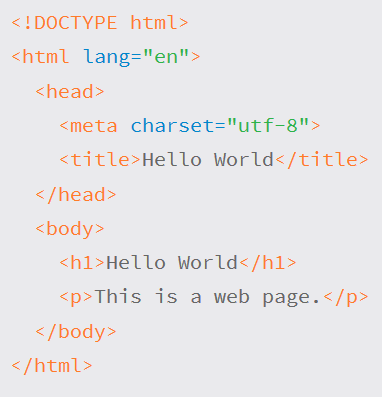 <!DOCTYPE html>
<html lang="en">
  <head>
    <meta charset="utf-8">
    <title>Hello World</title>
  </head>
  <body>
    <h1>Hello World</h1>
    <p>This is a web page.</p>
  </body>
</html>